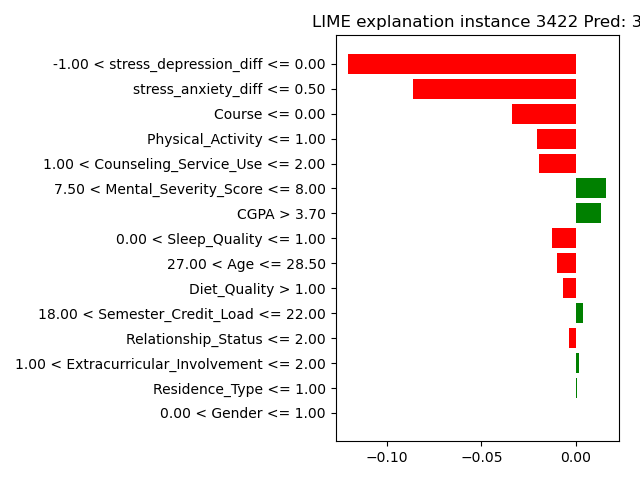 LIME explanation instance 3422 Pred: 3
-1.00 < stress_depression_diff <= 0.00
stress_anxiety_diff <= 0.50
Course <= 0.00
Physical_Activity <= 1.00
1.00 < Counseling_Service_Use <= 2.00
7.50 < Mental_Severity_Score <= 8.00
CGPA > 3.70
0.00 < Sleep_Quality <= 1.00
27.00 < Age <= 28.50
Diet_Quality > 1.00
18.00 < Semester_Credit_Load <= 22.00
Relationship_Status <= 2.00
1.00 < Extracurricular_Involvement <= 2.00
Residence_Type <= 1.00
0.00 < Gender <= 1.00
−0.10 −0.05 0.00